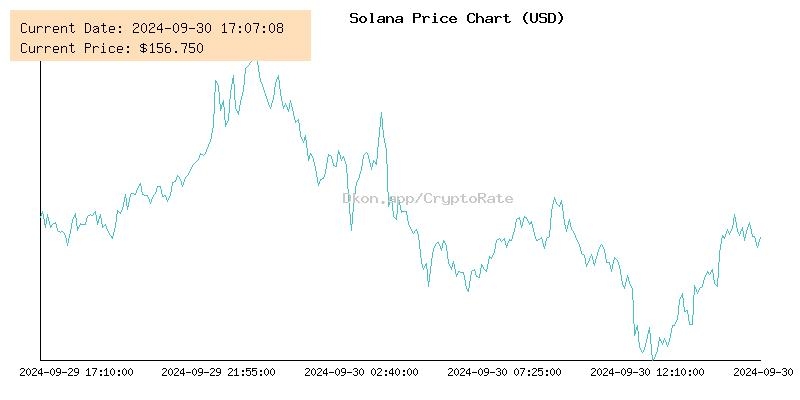 Solana Price Chart (USD)
Current Date: 2024-09-30 17:07:08
Current Price: $156.750
Dkon.app/CryptoRate
2024-09-29 17:10:00 2024-09-29 21:55:00 2024-09-30 02:40:00 2024-09-30 07:25:00 2024-09-30 12:10:00 2024-09-30